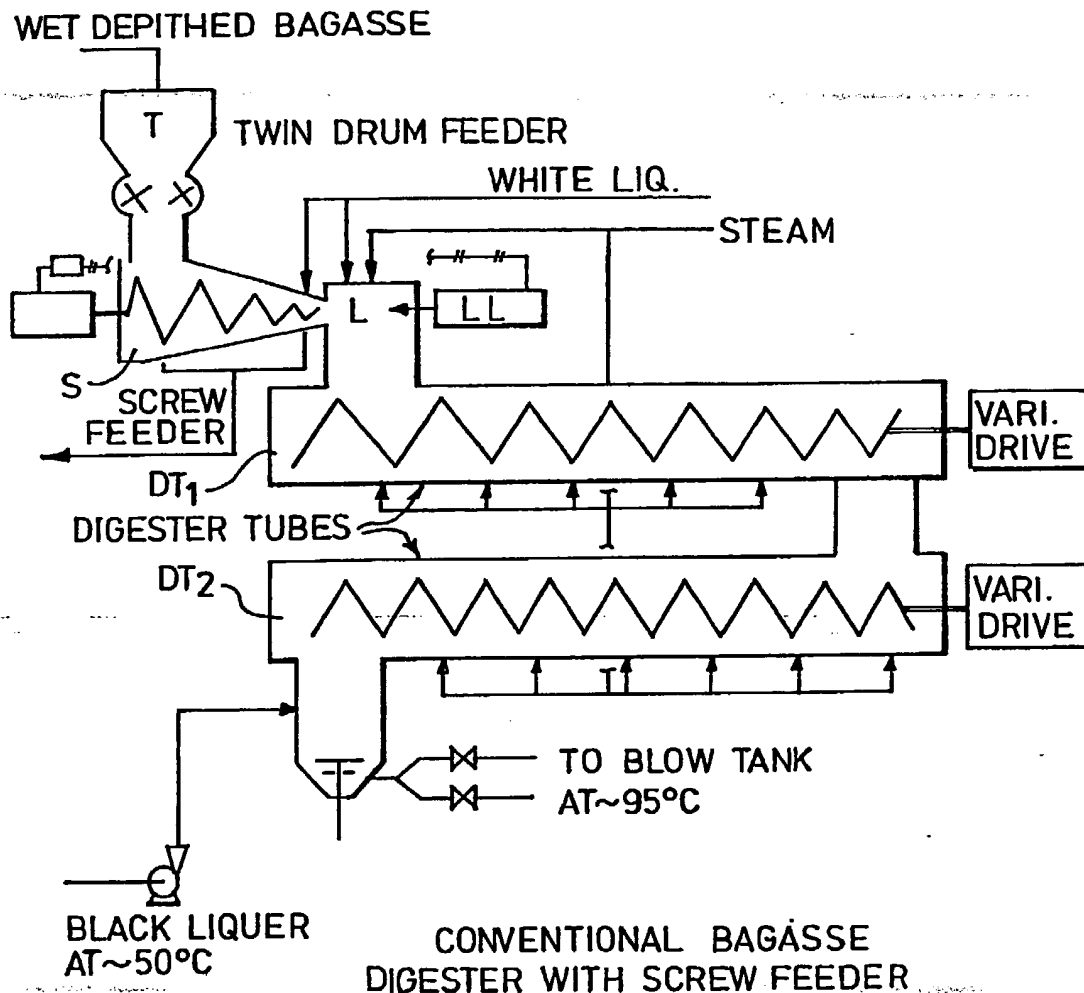 WET DEPITHED BAGASSE
T
TWIN DRUM FEEDER
WHITE LIQ.
STEAM
L
LL
S
SCREW
FEEDER
VARI.
DRIVE
DT1
DIGESTER TUBES
DT2
VARI.
DRIVE
TO BLOW TANK
AT~95°C
BLACK LIQUER
AT~50°C
CONVENTIONAL BAGASSE
DIGESTER WITH SCREW FEEDER